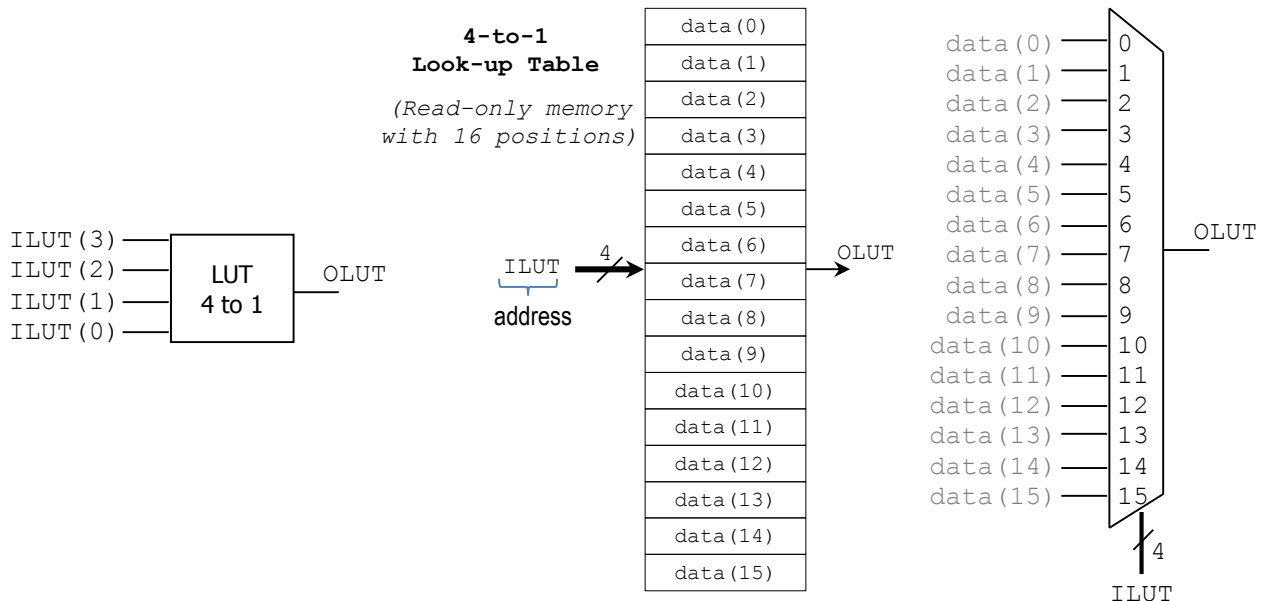 ILUT(3)
ILUT(2)
ILUT(1)
ILUT(0)
LUT
4 to 1
OLUT
4-to-1
Look-up Table
(Read-only memory
with 16 positions)
ILUT
4
address
data(0)
data(1)
data(2)
data(3)
data(4)
data(5)
data(6)
data(7)
data(8)
data(9)
data(10)
data(11)
data(12)
data(13)
data(14)
data(15)
OLUT
data(0) 0
data(1) 1
data(2) 2
data(3) 3
data(4) 4
data(5) 5
data(6) 6
data(7) 7
data(8) 8
data(9) 9
data(10) 10
data(11) 11
data(12) 12
data(13) 13
data(14) 14
data(15) 15
OLUT
4
ILUT